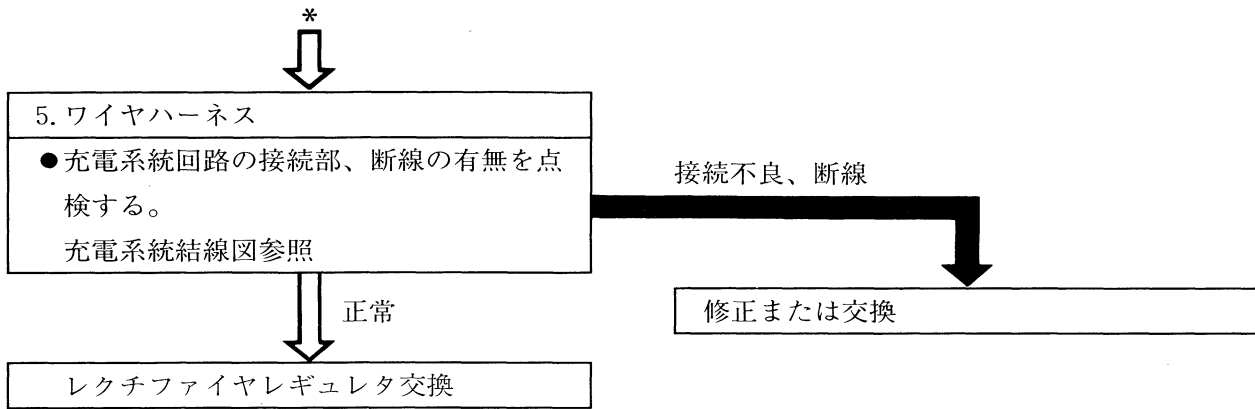 *
5.ワイヤハーネス
●充電系統回路の接続部、断線の有無を点
検する。
充電系統結線図参照
接続不良、断線
正常
修正または交換
レクチファイヤレギュレタ交換